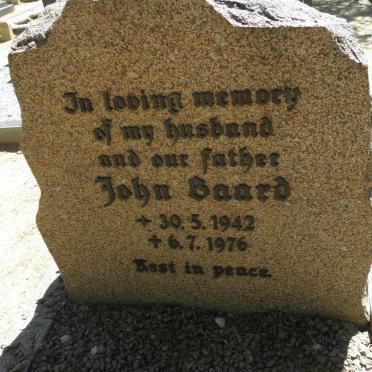 In loving memory
of my husband
and our father
John Baard
+ 30.5.1942
+ 6.7.1976
Rest in peace.